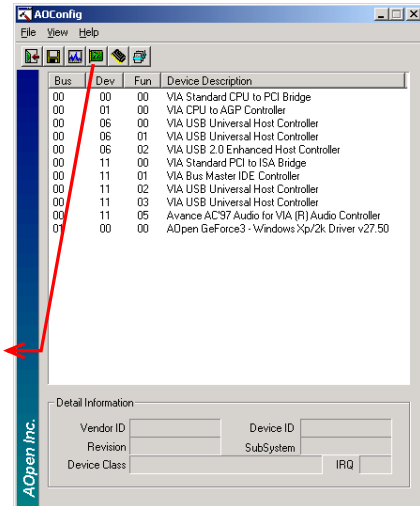 AOConfig
File View Help
Bus Dev Fun Device Description
00 00 00 VIA Standard CPU to PCI Bridge
00 01 00 VIA CPU to AGP Controller
00 06 00 VIA USB Universal Host Controller
00 06 01 VIA USB Universal Host Controller
00 06 02 VIA USB 2.0 Enhanced Host Controller
00 11 00 VIA Standard PCI to ISA Bridge
00 11 01 VIA Bus Master IDE Controller
00 11 02 VIA USB Universal Host Controller
00 11 03 VIA USB Universal Host Controller
00 11 05 Avance AC'97 Audio for VIA (R) Audio Controller
01 00 00 AOpen GeForce3 - Windows Xp/2k Driver v27.50
Detail Information
Vendor ID Device ID
Revision SubSystem
Device Class IRQ
AOpen Inc.